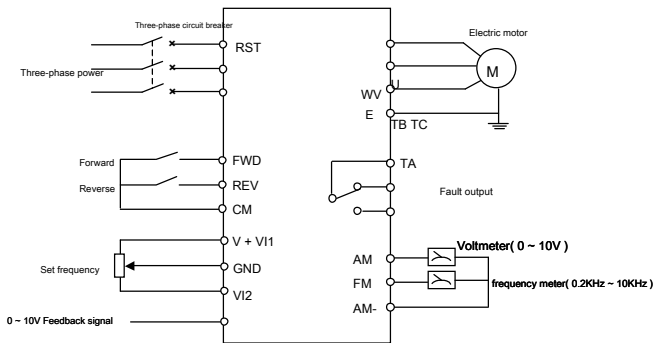 Three-phase circuit breaker
RST
Three-phase power
Electric motor
M
U
WV
E
TB TC
Forward
FWD
Reverse
REV
CM
TA
Fault output
V + VI1
Set frequency
GND
VI2
0 ~ 10V Feedback signal
AM
Voltmeter( 0 ~ 10V )
FM
frequency meter( 0.2KHz ~ 10KHz )
AM-